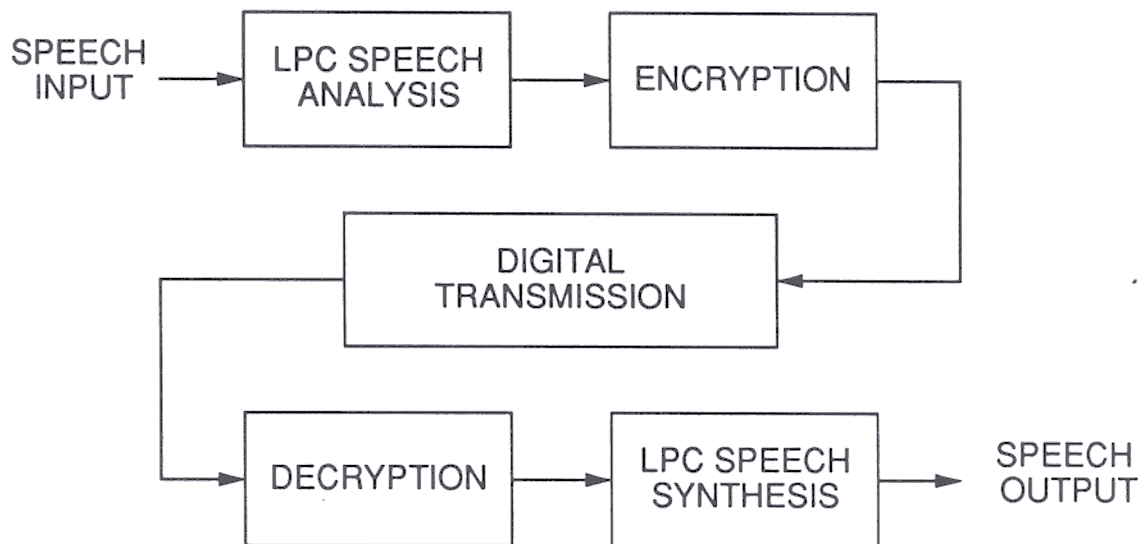 SPEECH
INPUT
LPC SPEECH
ANALYSIS
ENCRYPTION
DIGITAL
TRANSMISSION
DECRYPTION
LPC SPEECH
SYNTHESIS
SPEECH
OUTPUT